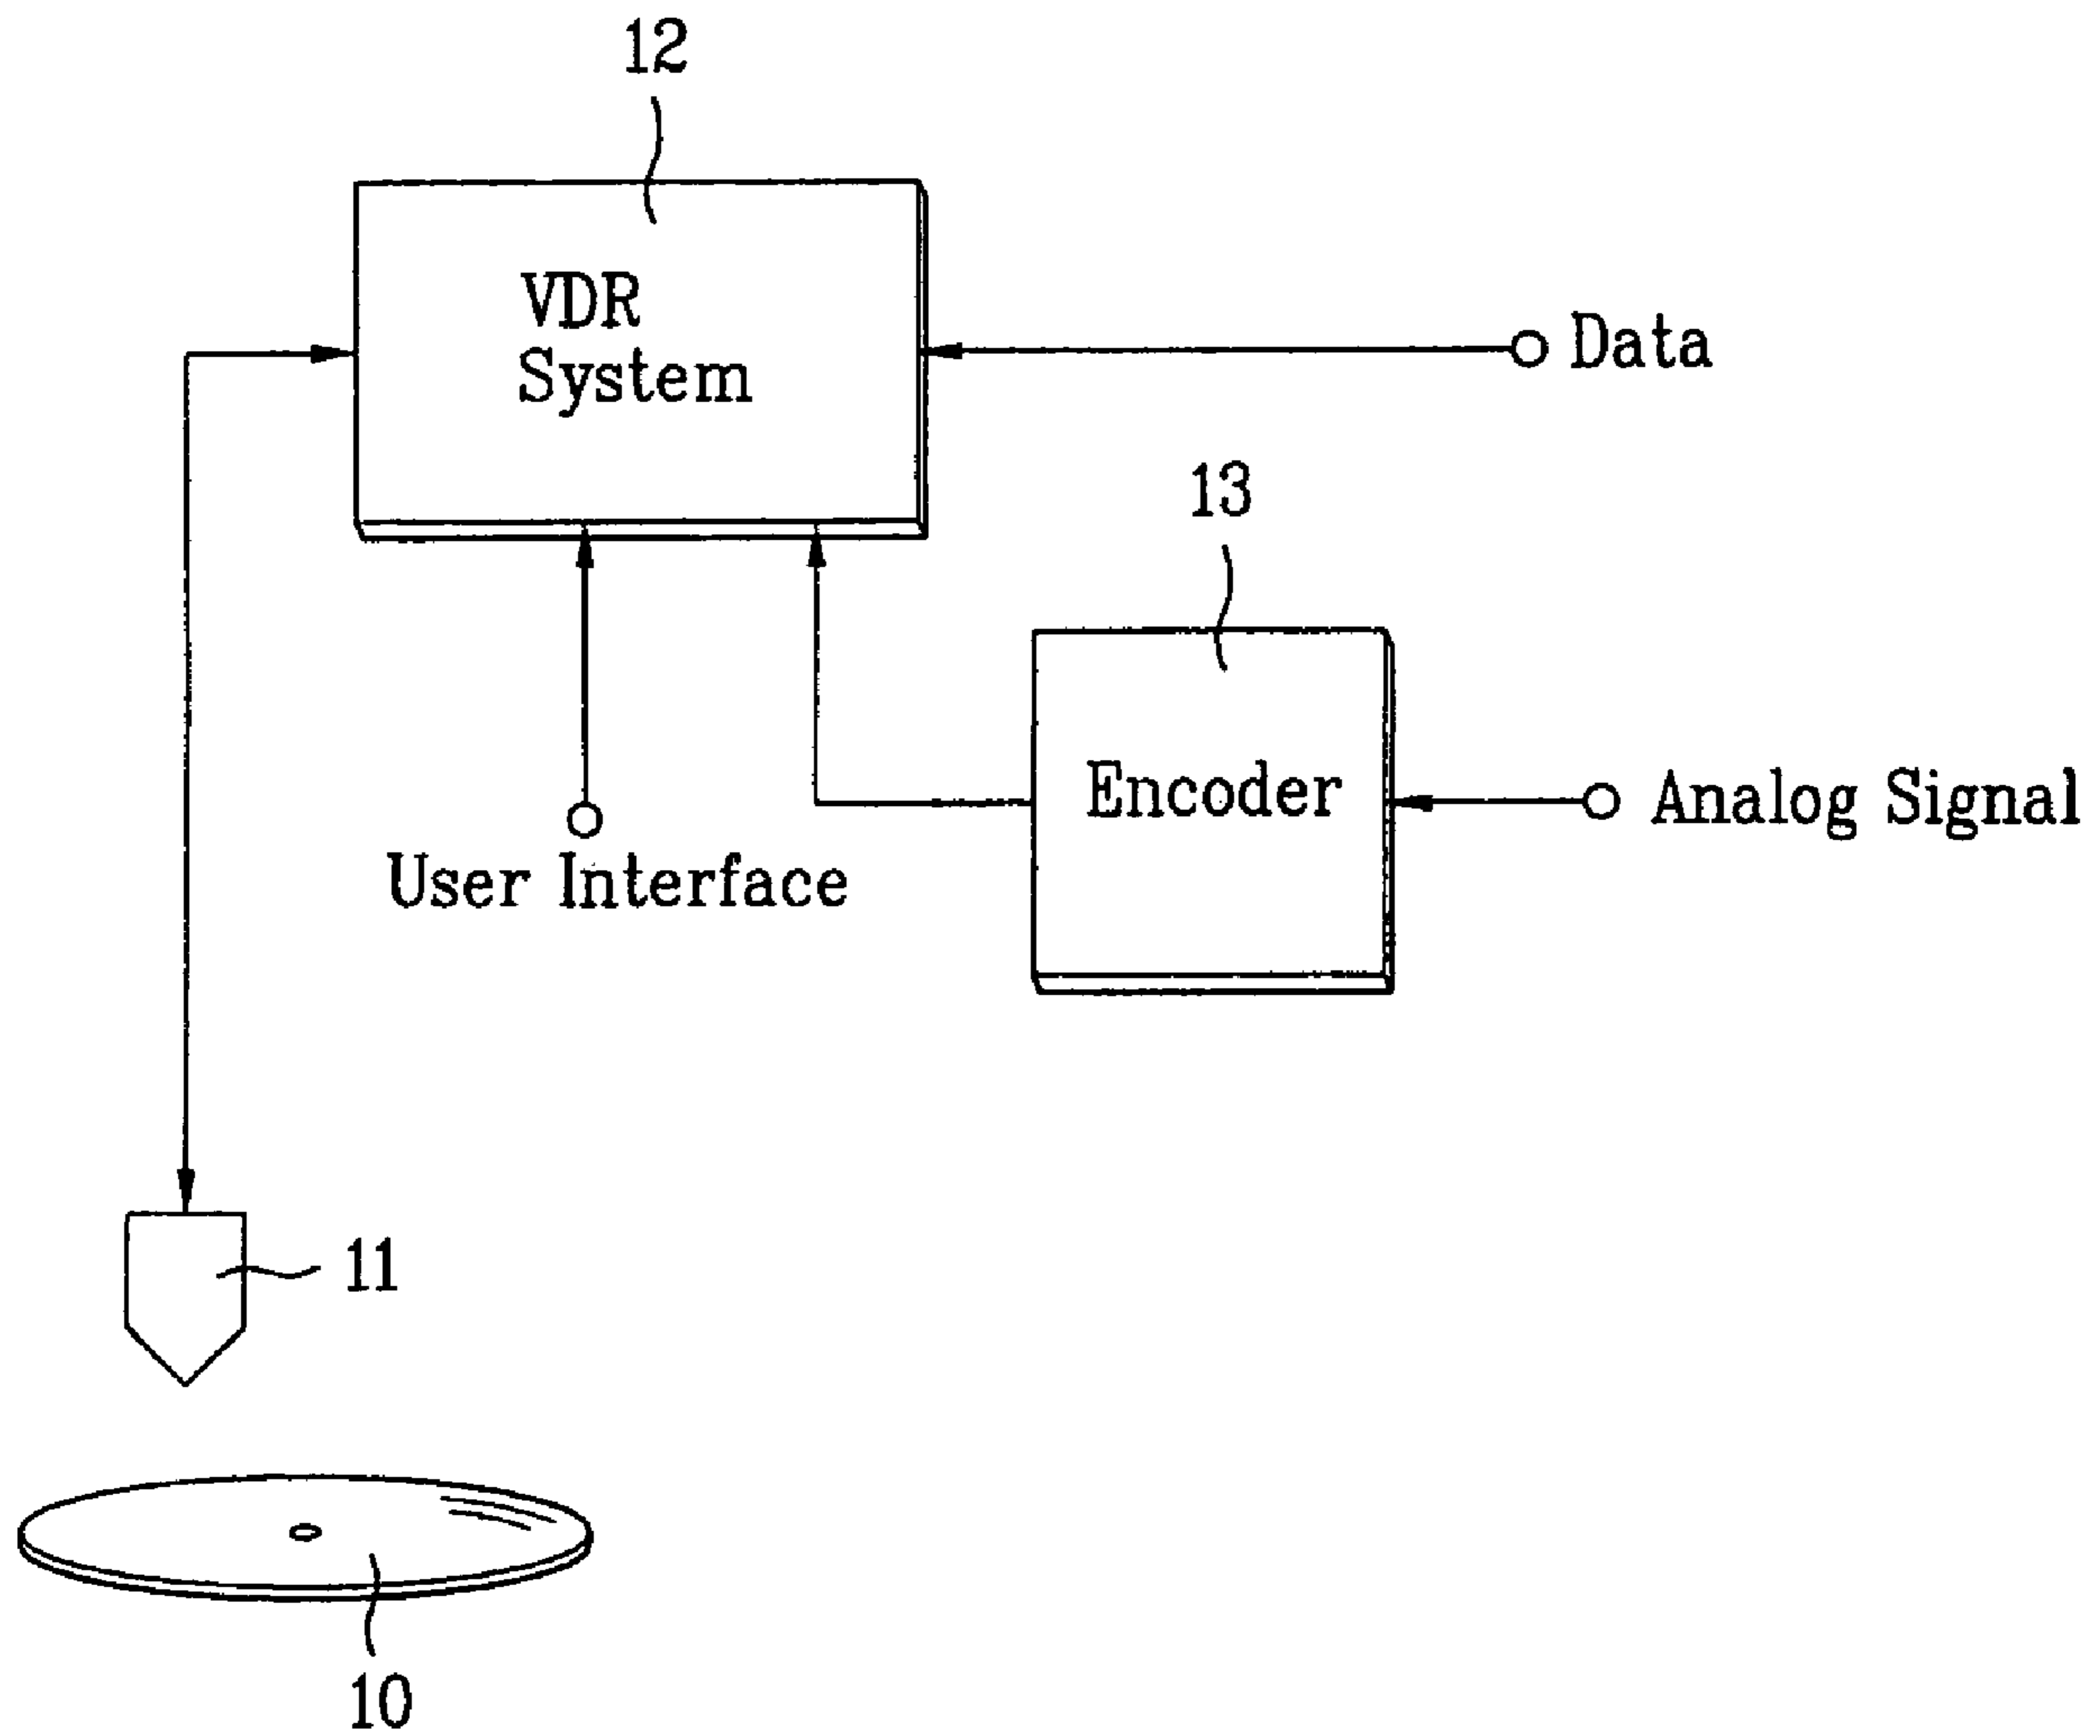 12
VDR
System
Data
13
Encoder
Analog Signal
User Interface
11
10